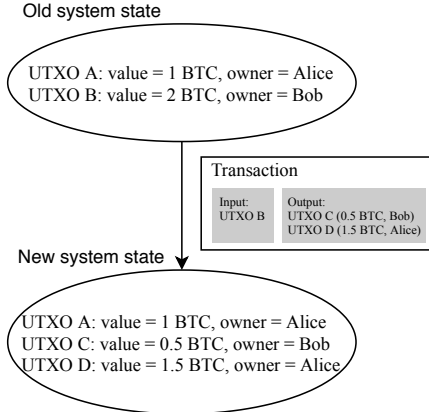 Old system state
UTXO A: value = 1 BTC, owner = Alice
UTXO B: value = 2 BTC, owner = Bob
Transaction
Input:
UTXO B
Output:
UTXO C (0.5 BTC, Bob)
UTXO D (1.5 BTC, Alice)
New system state
UTXO A: value = 1 BTC, owner = Alice
UTXO C: value = 0.5 BTC, owner = Bob
UTXO D: value = 1.5 BTC, owner = Alice